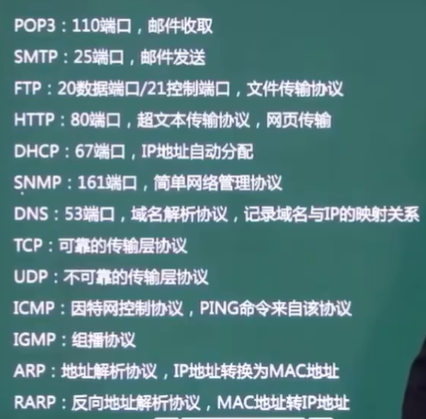 POP3：110端口，邮件收取
SMTP：25端口，邮件发送
FTP：20数据端口/21控制端口，文件传输协议
HTTP：80端口，超文本传输协议，网页传输
DHCP：67端口，IP地址自动分配
SNMP：161端口，简单网络管理协议
DNS：53端口，域名解析协议，记录域名与IP的映射关系
TCP：可靠的传输层协议
UDP：不可靠的传输层协议
ICMP：因特网控制协议，PING命令来自该协议
IGMP：组播协议
ARP：地址解析协议，IP地址转换为MAC地址
RARP：反向地址解析协议，MAC地址转IP地址